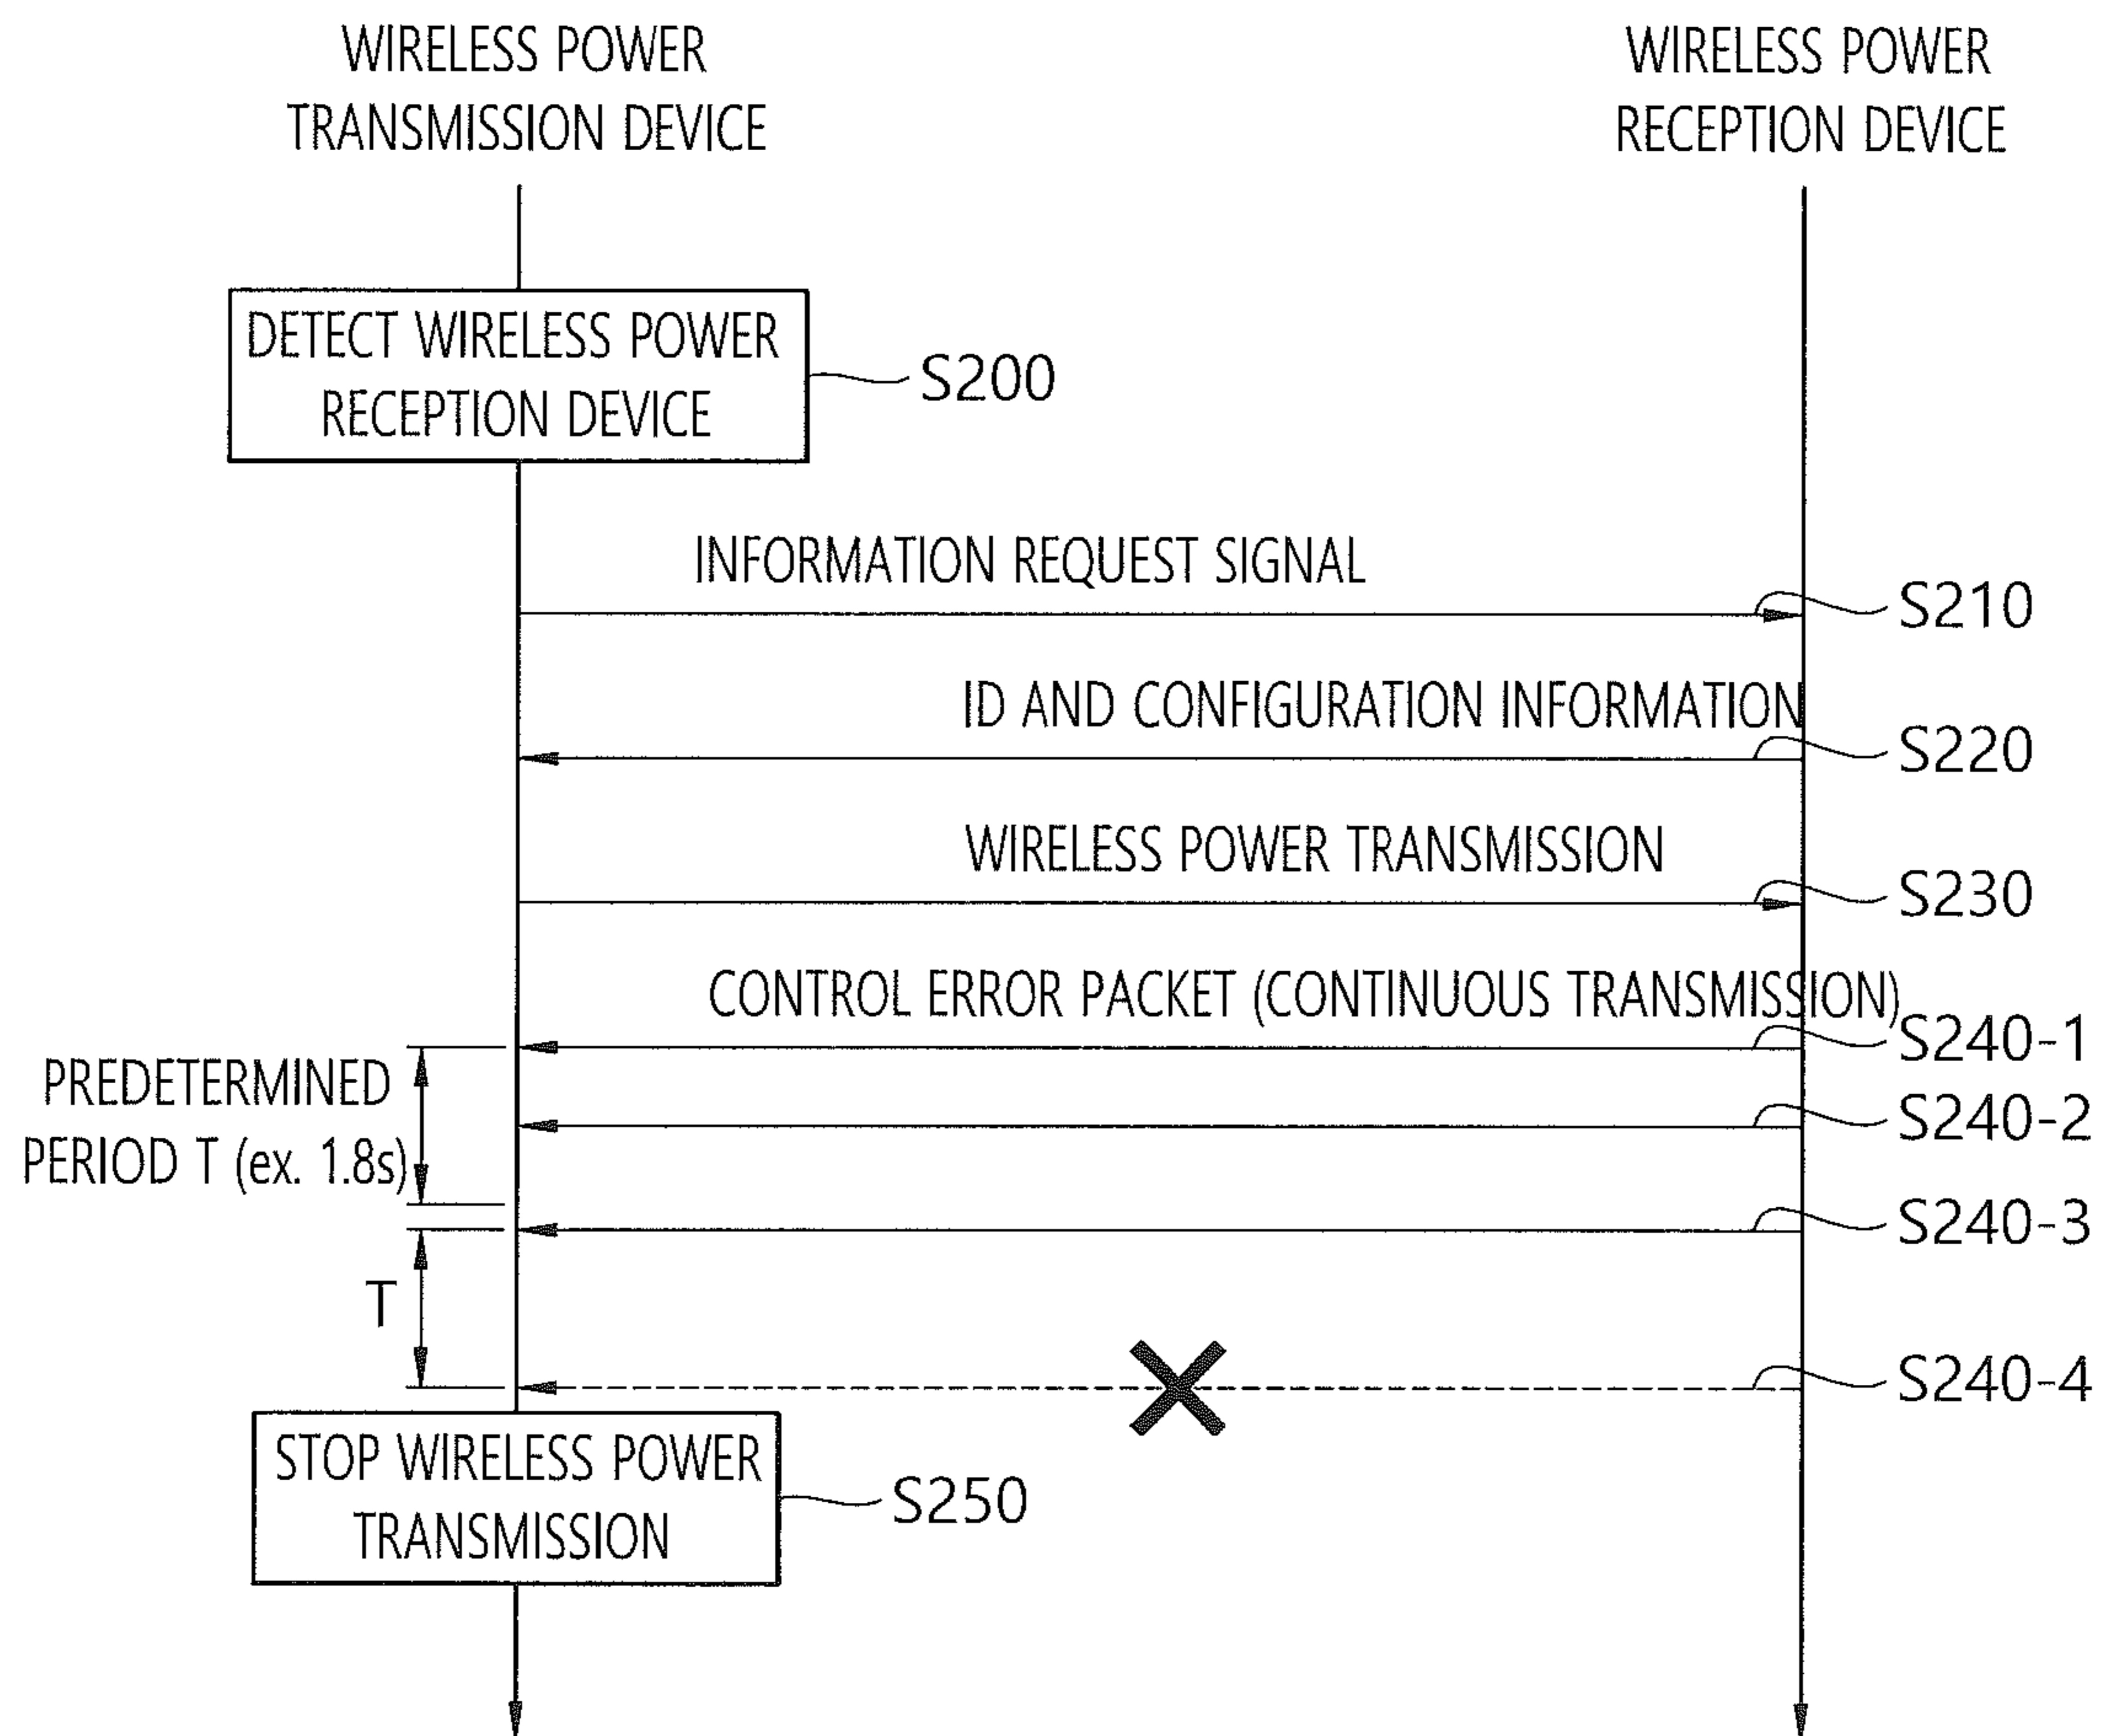 WIRELESS POWER
TRANSMISSION DEVICE
WIRELESS POWER
RECEPTION DEVICE
DETECT WIRELESS POWER
RECEPTION DEVICE
S200
INFORMATION REQUEST SIGNAL
S210
ID AND CONFIGURATION INFORMATION
S220
WIRELESS POWER TRANSMISSION
S230
CONTROL ERROR PACKET (CONTINUOUS TRANSMISSION)
S240-1
PREDETERMINED
PERIOD T (ex. 1.8s)
S240-2
S240-3
T
S240-4
STOP WIRELESS POWER
TRANSMISSION
S250